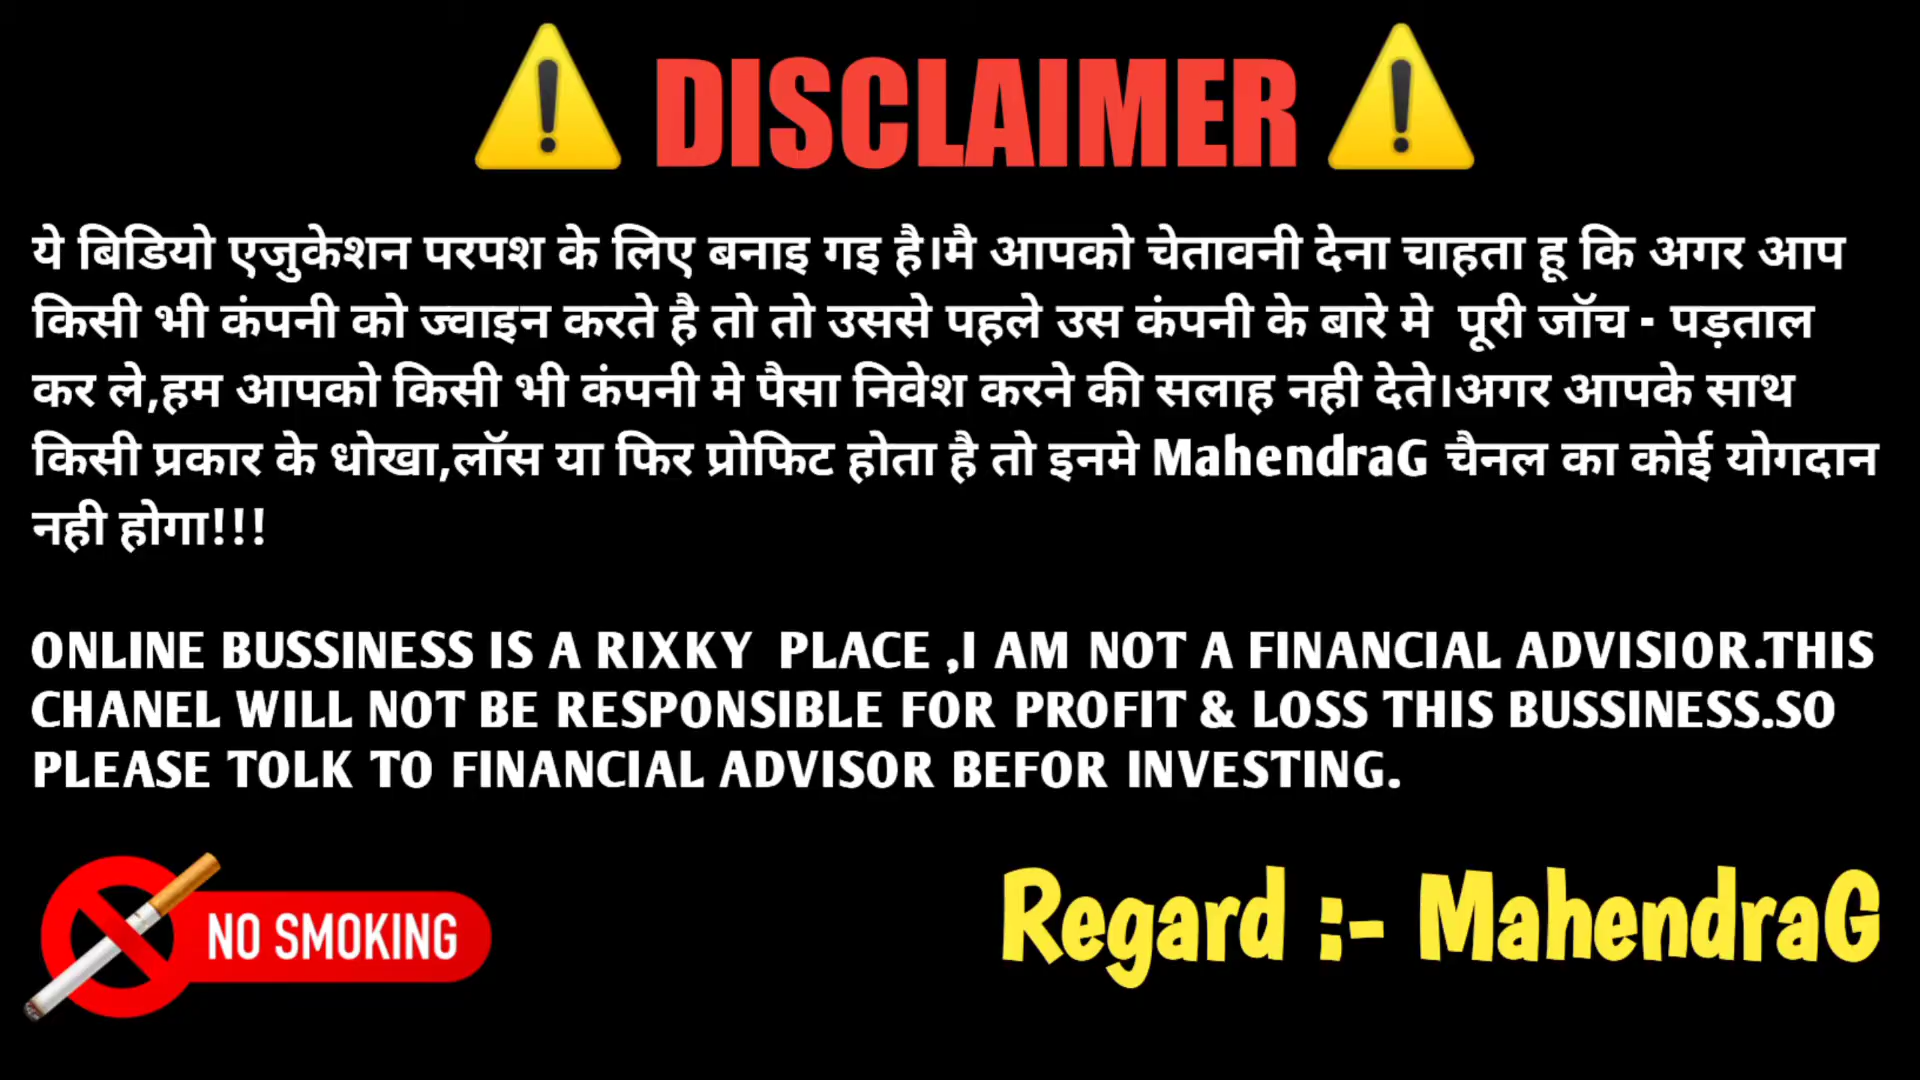 DISCLAIMER
ये बिडियो एजुकेशन परपश के लिए बनाइ गइ है।मै आपको चेतावनी देना चाहता हू कि अगर आप
किसी भी कंपनी को ज्वाइन करते है तो तो उससे पहले उस कंपनी के बारे मे पूरी जॉच - पड़ताल
कर ले,हम आपको किसी भी कंपनी मे पैसा निवेश करने की सलाह नही देते।अगर आपके साथ
किसी प्रकार के धोखा,लॉस या फिर प्रोफिट होता है तो इनमे MahendraG चैनल का कोई योगदान
नही होगा!!!
ONLINE BUSSINESS IS A RIXKY PLACE ,I AM NOT A FINANCIAL ADVISIOR.THIS
CHANEL WILL NOT BE RESPONSIBLE FOR PROFIT & LOSS THIS BUSSINESS.SO
PLEASE TOLK TO FINANCIAL ADVISOR BEFOR INVESTING.
NO SMOKING
Regard :- MahendraG